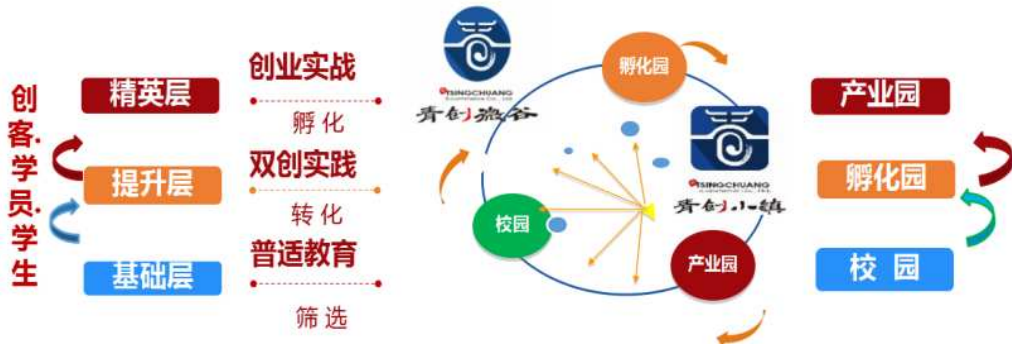 创客.学员.学生
精英层
提升层
基础层
创业实战
孵化
双创实践
转化
普适教育
筛选
TSINGCHUANG
青创微谷
孵化园
TSINGCHUANG
青创小镇
校园
产业园
产业园
孵化园
校 园